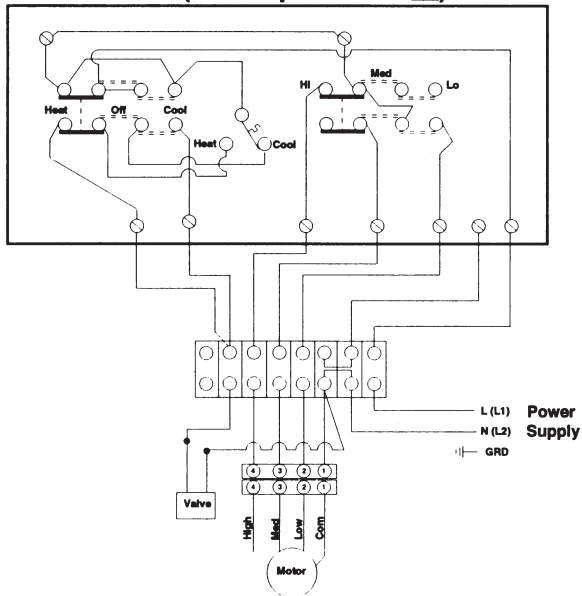 Heat Off Cool
Heat Cool
HI Med Lo
L (L1) Power
N (L2) Supply
GRD
Valve
4 3 2 1
4 3 2 1
High Med Low Com
Motor